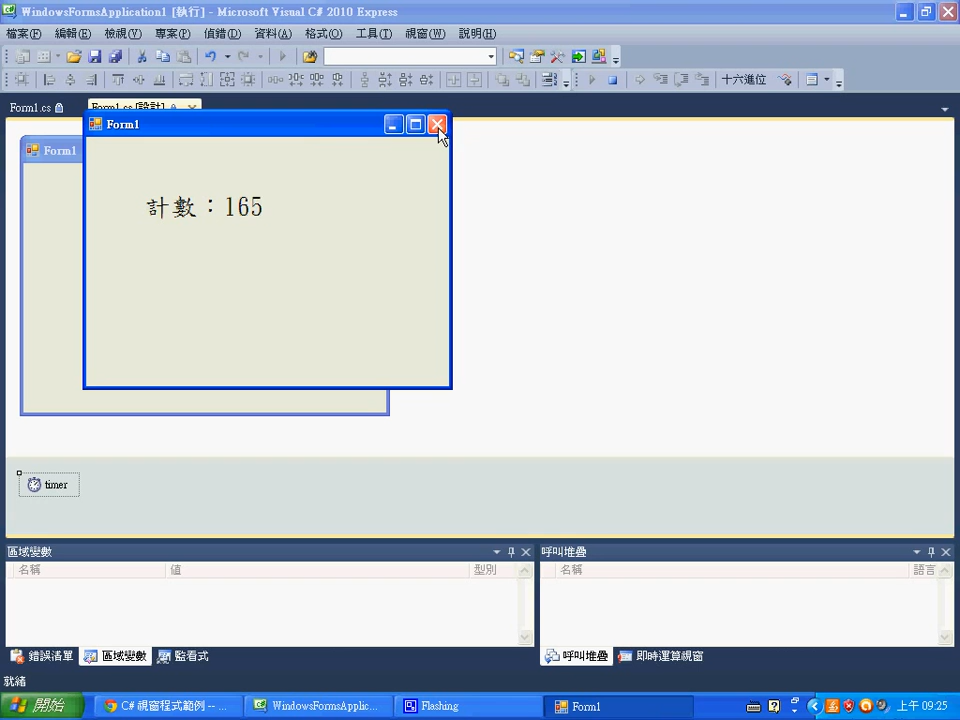 WindowsFormsApplication1 [執行] - Microsoft Visual C# 2010 Express
檔案(F) 編輯(E) 檢視(V) 專案(P) 偵錯(D) 資料(A) 格式(O) 工具(T) 視窗(W) 說明(H)
十六進位
Form1.cs Form1.cs [設計]
Form1
Form1
計數：165
timer
區域變數 呼叫堆疊
名稱 值 型別 名稱 語言
錯誤清單 區域變數 監看式 呼叫堆疊 即時運算視窗
就緒
開始 C# 視窗程式範例 -- ... WindowsFormsApplic... Flashing Form1 上午 09:25